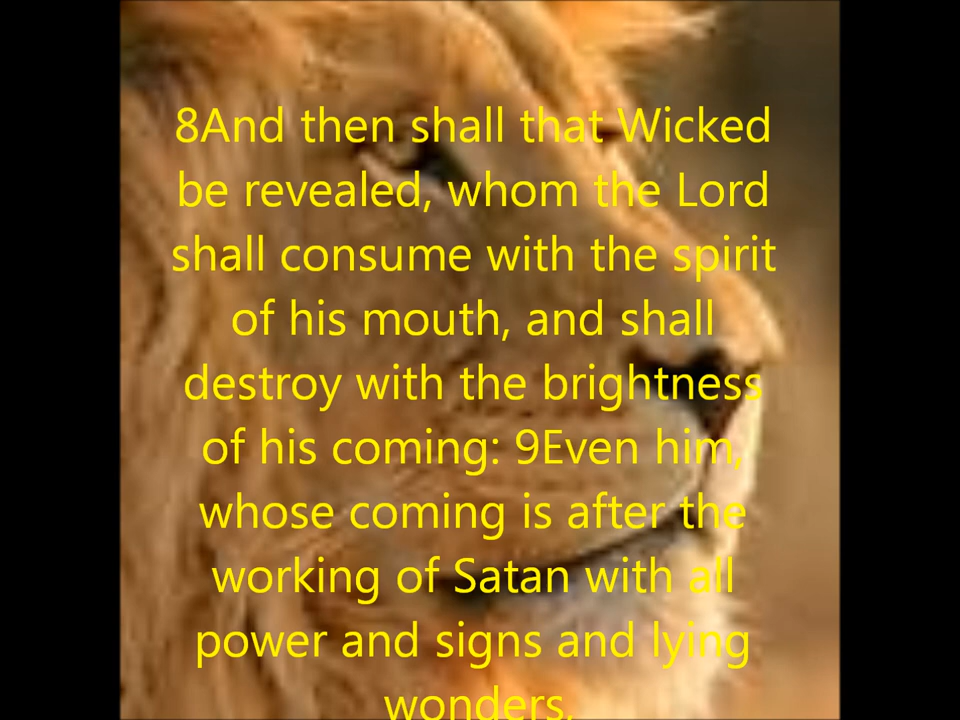 8And then shall that Wicked
be revealed, whom the Lord
shall consume with the spirit
of his mouth, and shall
destroy with the brightness
of his coming: 9Even him,
whose coming is after the
working of Satan with all
power and signs and lying
wonders,